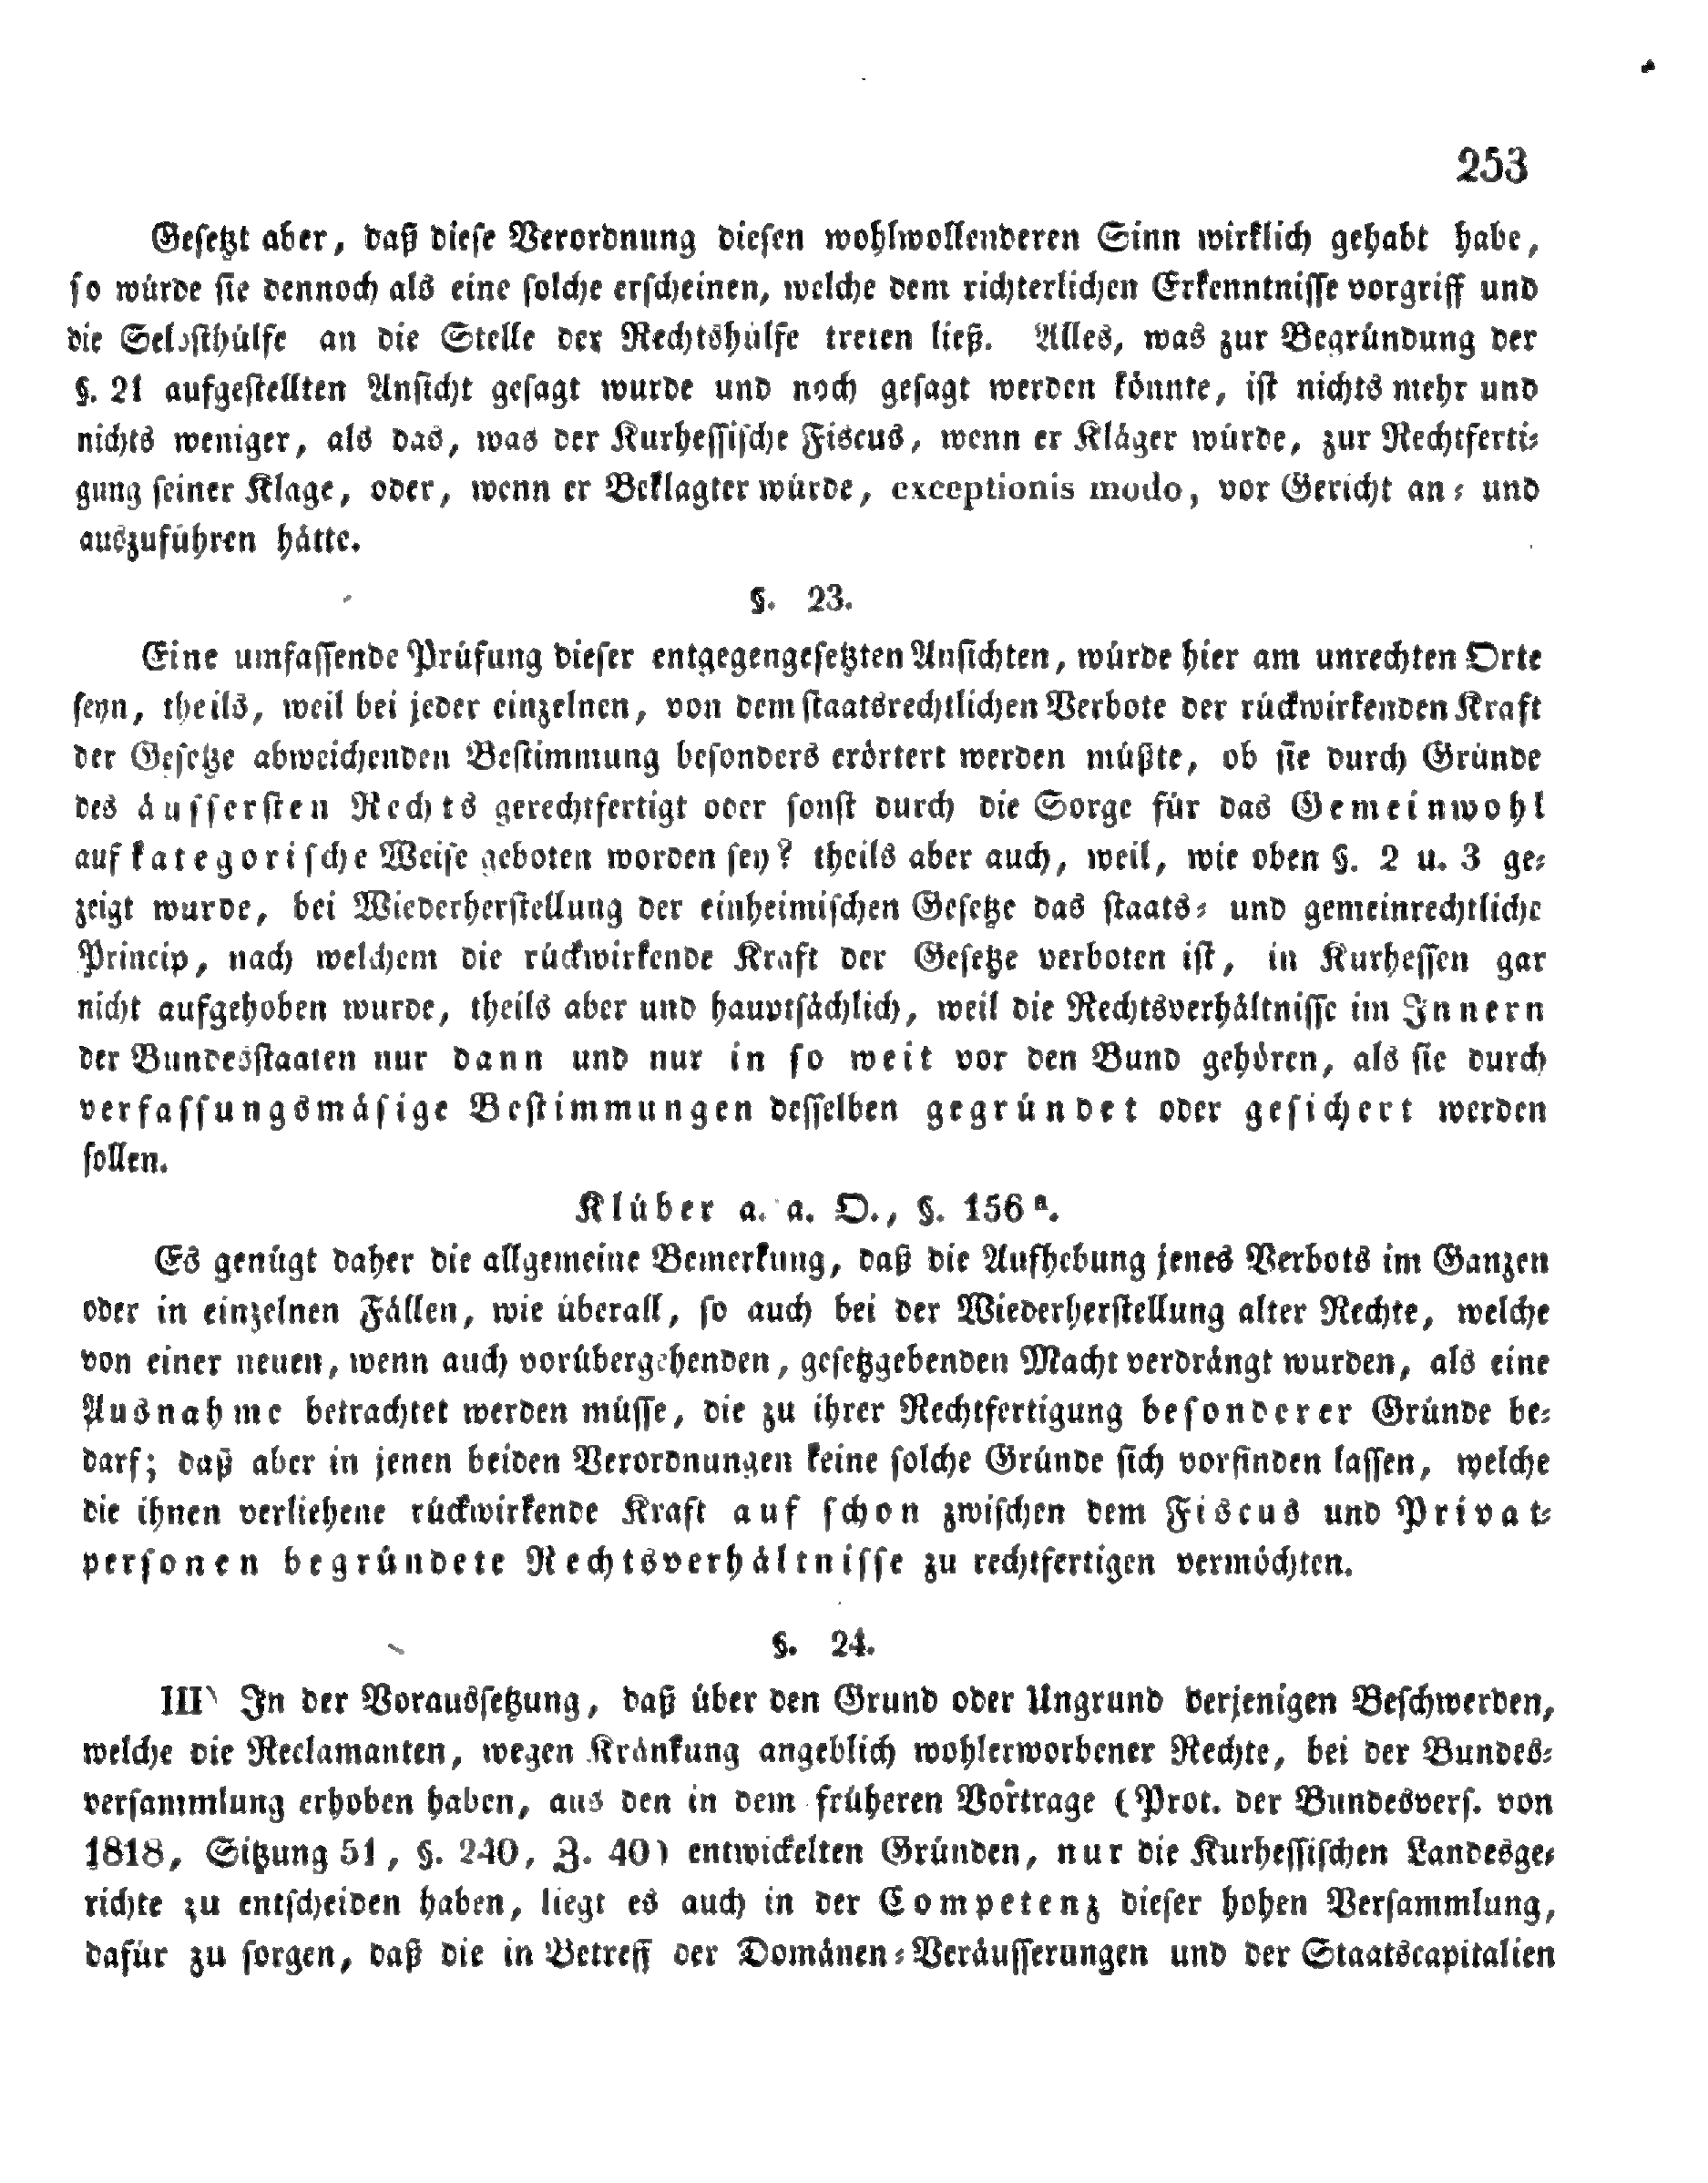 253
Gesetzt aber, daß diese Verordnung diesen wohlwollenderen Sinn wirklich gehabt habe,
so würde sie dennoch als eine solche erscheinen, welche dem richterlichen Erkenntnisse vorgriff und
die Selbsthülfe an die Stelle der Rechtshülfe treten ließ. Alles, was zur Begründung der
§. 21 aufgestellten Ansicht gesagt wurde und noch gesagt werden könnte, ist nichts mehr und
nichts weniger, als das, was der Kurhessische Fiscus, wenn er Kläger würde, zur Rechtferti-
gung seiner Klage, oder, wenn er Beklagter würde, exceptionis modo, vor Gericht an- und
auszuführen hätte.
§. 23.
Eine umfassende Prüfung dieser entgegengesetzten Ansichten, würde hier am unrechten Orte
seyn, theils, weil bei jeder einzelnen, von dem staatsrechtlichen Verbote der rückwirkenden Kraft
der Gesetze abweichenden Bestimmung besonders erörtert werden müßte, ob sie durch Gründe
des äussersten Rechts gerechtfertigt oder sonst durch die Sorge für das Gemeinwohl
auf kategorische Weise geboten worden sey? theils aber auch, weil, wie oben §. 2 u. 3 ge-
zeigt wurde, bei Wiederherstellung der einheimischen Gesetze das staats- und gemeinrechtliche
Princip, nach welchem die rückwirkende Kraft der Gesetze verboten ist, in Kurhessen gar
nicht aufgehoben wurde, theils aber und hauptsächlich, weil die Rechtsverhältnisse im Innern
der Bundesstaaten nur dann und nur in so weit vor den Bund gehören, als sie durch
verfassungsmäsige Bestimmungen desselben gegründet oder gesichert werden
sollen.
Klüber a. a. O., §. 156 a.
Es genügt daher die allgemeine Bemerkung, daß die Aufhebung jenes Verbots im Ganzen
oder in einzelnen Fällen, wie überall, so auch bei der Wiederherstellung alter Rechte, welche
von einer neuen, wenn auch vorübergehenden, gesetzgebenden Macht verdrängt wurden, als eine
Ausnahme betrachtet werden müsse, die zu ihrer Rechtfertigung besonderer Gründe be-
darf; daß aber in jenen beiden Verordnungen keine solche Gründe sich vorfinden lassen, welche
die ihnen verliehene rückwirkende Kraft auf schon zwischen dem Fiscus und Privat-
personen begründete Rechtsverhältnisse zu rechtfertigen vermöchten.
§. 24.
III) In der Voraussetzung, daß über den Grund oder Ungrund derjenigen Beschwerden,
welche die Reclamanten, wegen Kränkung angeblich wohlerworbener Rechte, bei der Bundes-
versammlung erhoben haben, aus den in dem früheren Vortrage (Prot. der Bundesvers. von
1818, Sitzung 51, §. 240, Z. 40) entwickelten Gründen, nur die Kurhessischen Landesge-
richte zu entscheiden haben, liegt es auch in der Competenz dieser hohen Versammlung,
dafür zu sorgen, daß die in Betreff der Domänen-Veräusserungen und der Staatscapitalien